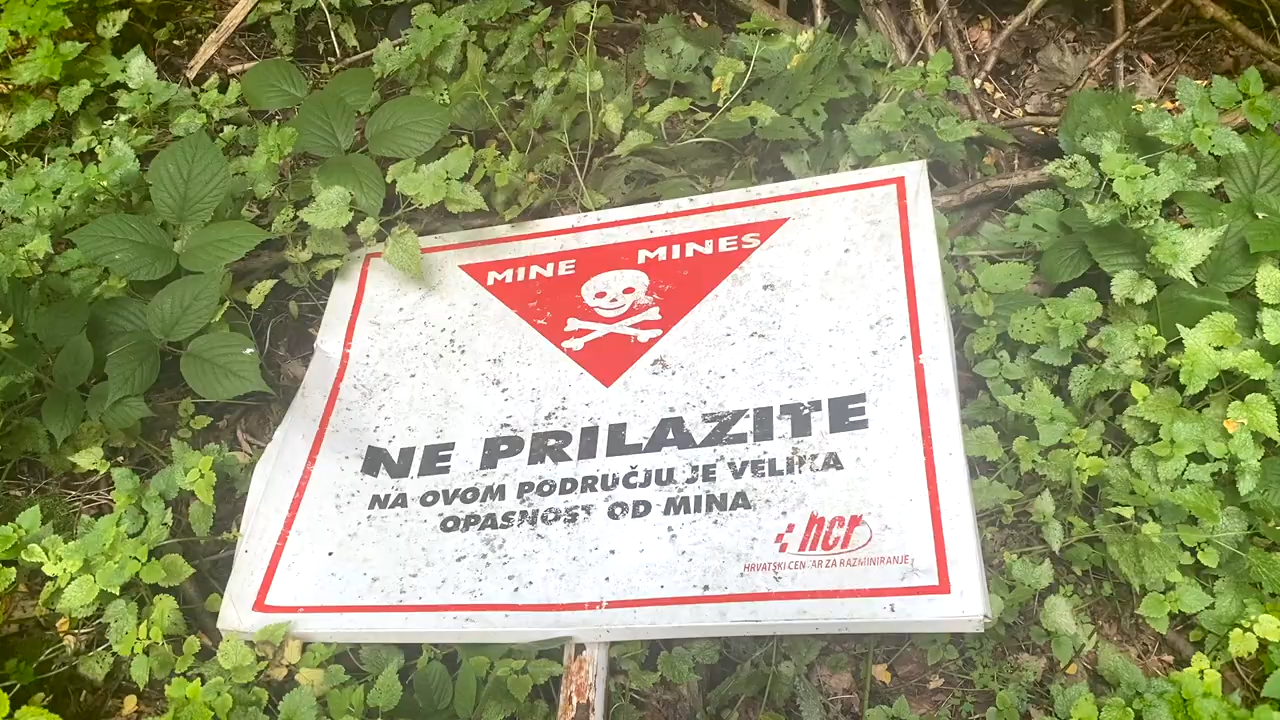 MINE MINES
NE PRILAZITE
NA OVOM PODRUČJU JE VELIKA
OPASNOST OD MINA
hcr
HRVATSKI CENTAR ZA RAZMINIRANJE